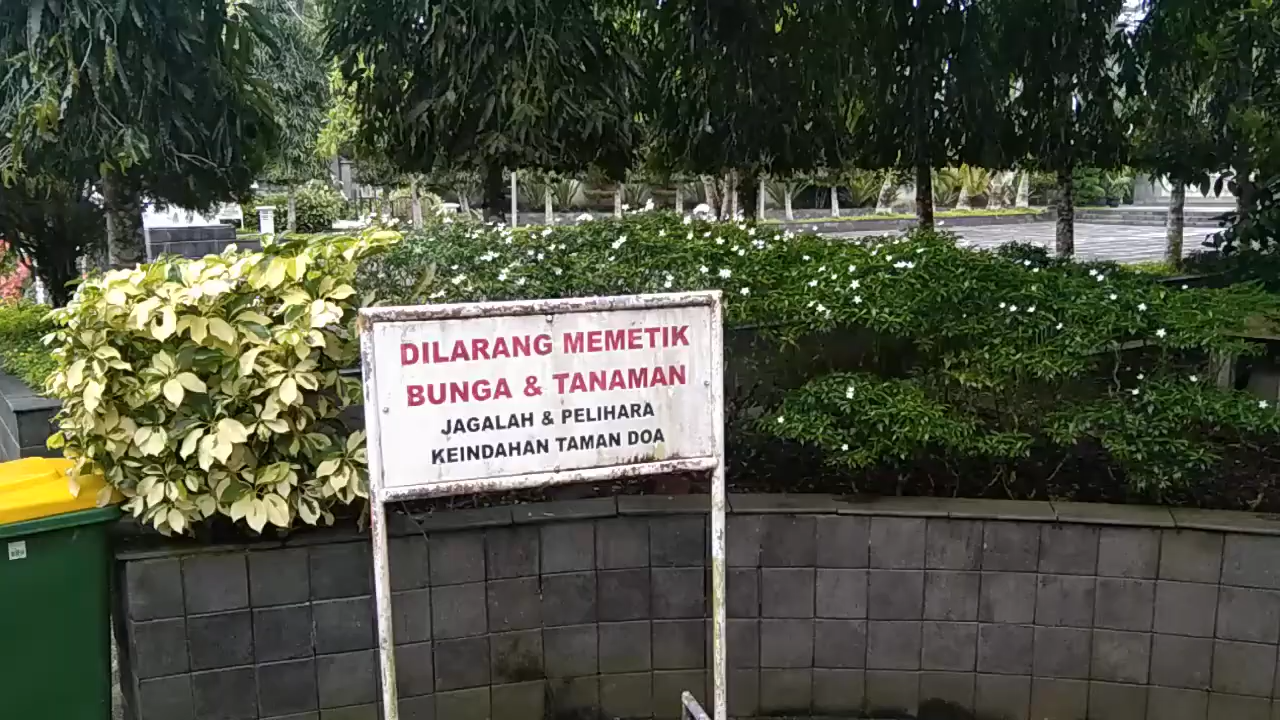 DILARANG MEMETIK
BUNGA & TANAMAN
JAGALAH & PELIHARA
KEINDAHAN TAMAN DOA